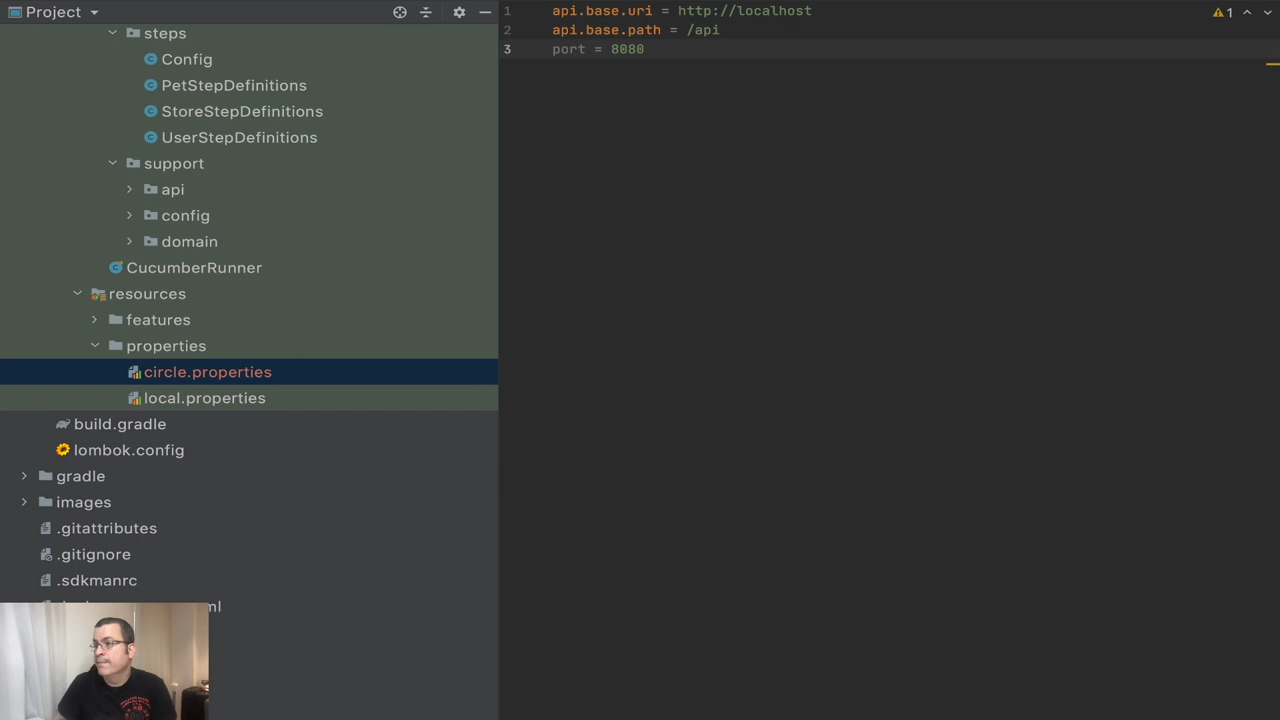 Project
steps
Config
PetStepDefinitions
StoreStepDefinitions
UserStepDefinitions
support
api
config
domain
CucumberRunner
resources
features
properties
circle.properties
local.properties
build.gradle
lombok.config
gradle
images
.gitattributes
.gitignore
.sdkmanrc
ml
1 api.base.uri = http://localhost
2 api.base.path = /api
3 port = 8080
1